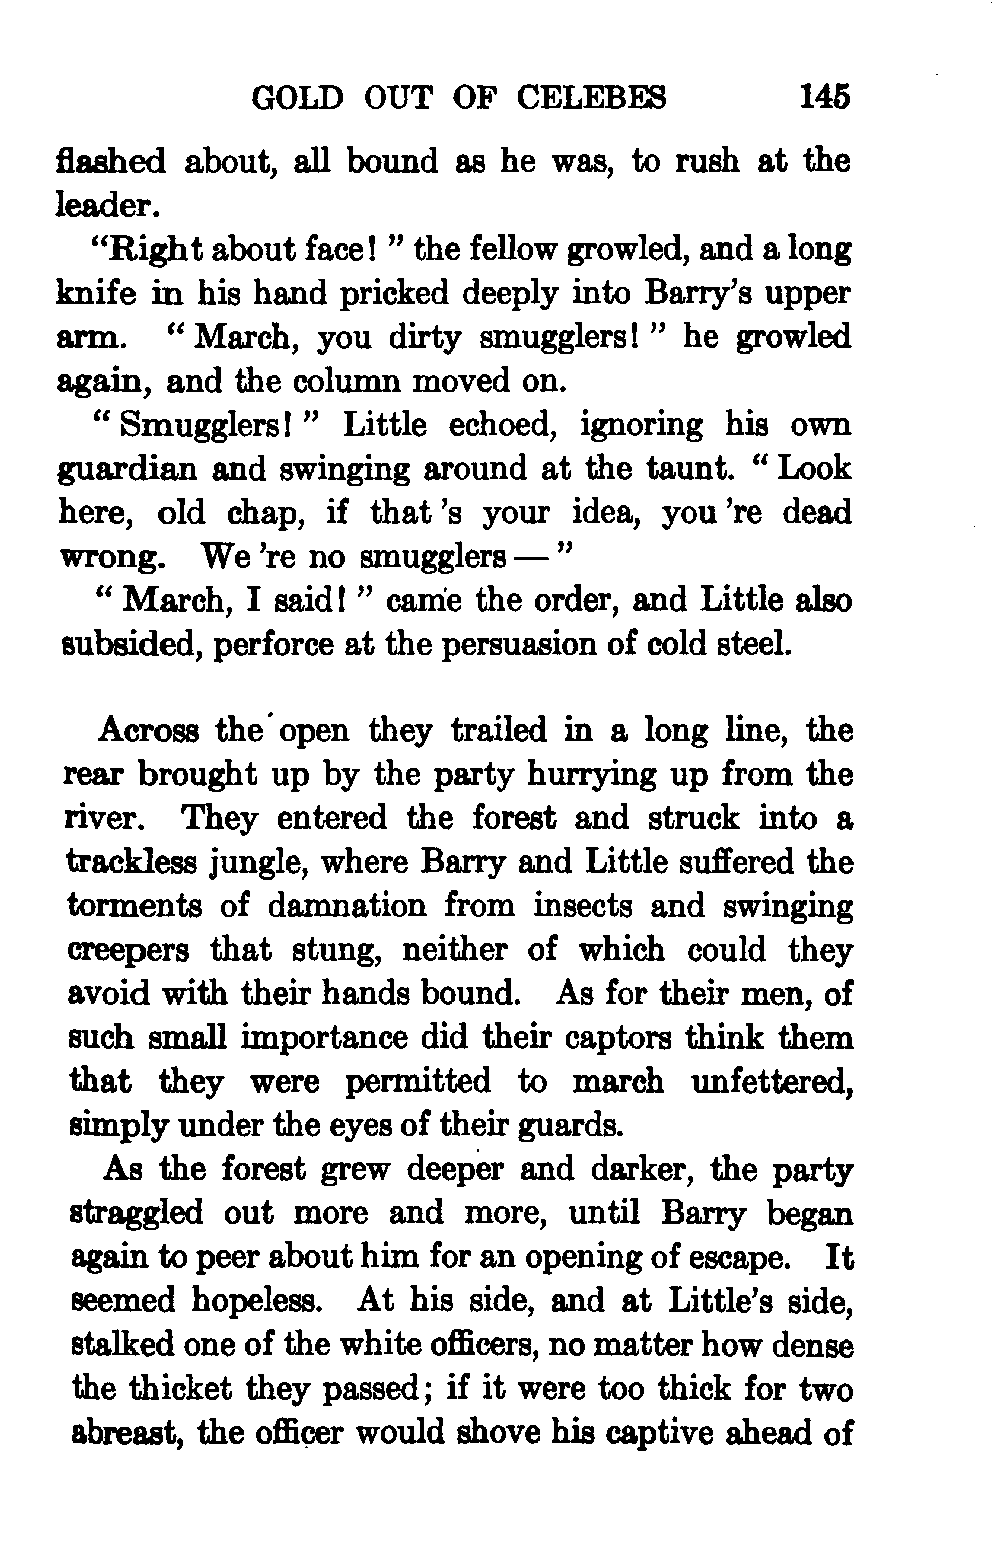 GOLD OUT OF CELEBES 145
flashed about, all bound as he was, to rush at the
leader.
"Right about face! " the fellow growled, and a long
knife in his hand pricked deeply into Barry's upper
arm. " March, you dirty smugglers! " he growled
again, and the column moved on.
" Smugglers! " Little echoed, ignoring his own
guardian and swinging around at the taunt. " Look
here, old chap, if that 's your idea, you 're dead
wrong. We 're no smugglers — "
" March, I said! " came the order, and Little also
subsided, perforce at the persuasion of cold steel.
Across the open they trailed in a long line, the
rear brought up by the party hurrying up from the
river. They entered the forest and struck into a
trackless jungle, where Barry and Little suffered the
torments of damnation from insects and swinging
creepers that stung, neither of which could they
avoid with their hands bound. As for their men, of
such small importance did their captors think them
that they were permitted to march unfettered,
simply under the eyes of their guards.
As the forest grew deeper and darker, the party
straggled out more and more, until Barry began
again to peer about him for an opening of escape. It
seemed hopeless. At his side, and at Little's side,
stalked one of the white officers, no matter how dense
the thicket they passed; if it were too thick for two
abreast, the officer would shove his captive ahead of